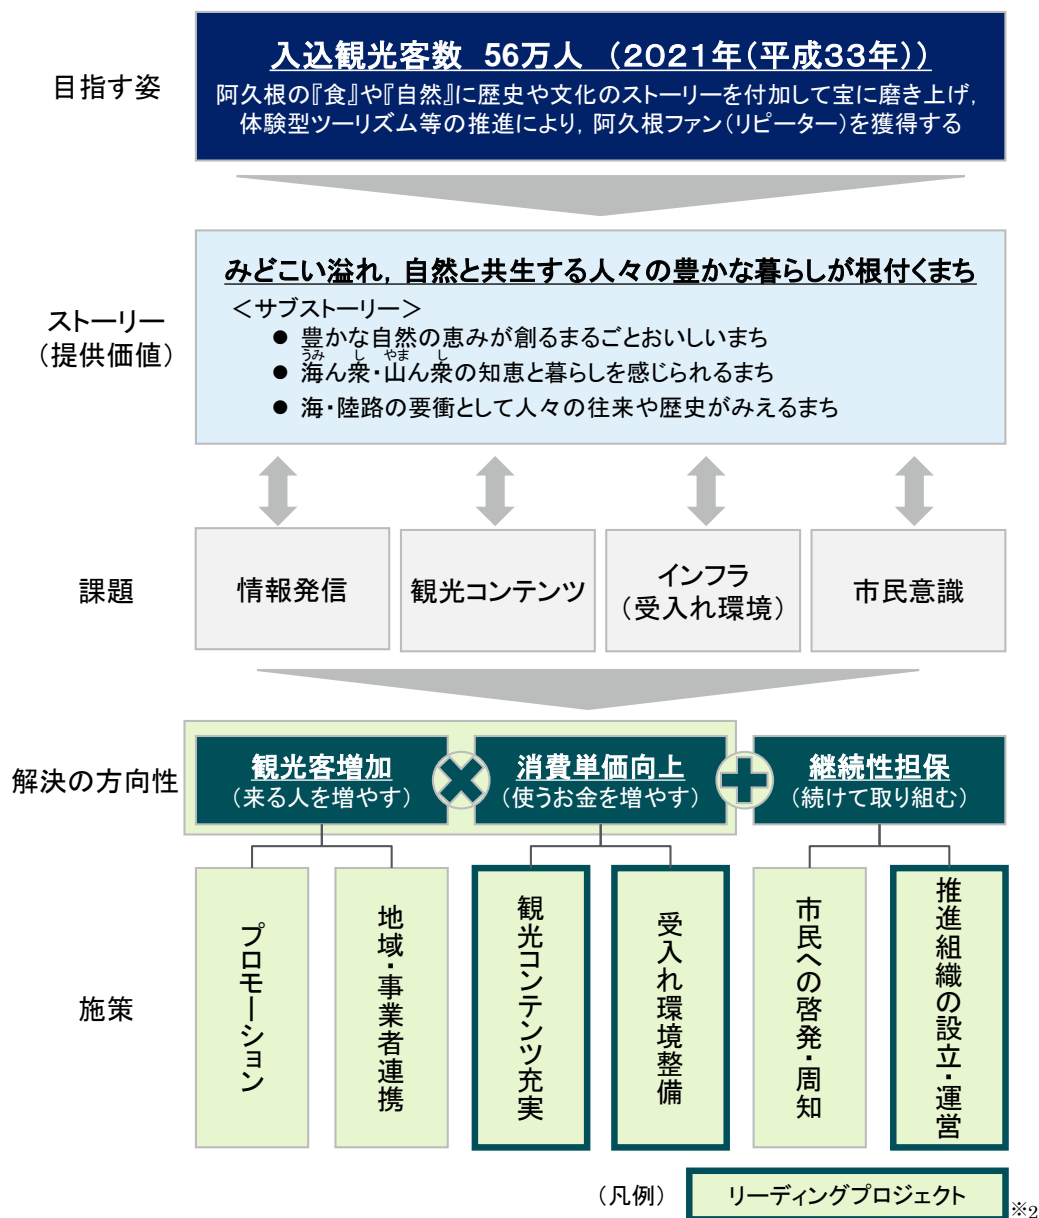 目指す姿
入込観光客数 56万人 （2021年(平成33年)）
阿久根の『食』や『自然』に歴史や文化のストーリーを付加して宝に磨き上げ,
体験型ツーリズム等の推進により, 阿久根ファン（リピーター）を獲得する
ストーリー
（提供価値）
みどこい溢れ, 自然と共生する人々の豊かな暮らしが根付くまち
＜サブストーリー＞
● 豊かな自然の恵みが創るまるごとおいしいまち
うみ し やま し
● 海ん衆・山ん衆の知恵と暮らしを感じられるまち
● 海・陸路の要衝として人々の往来や歴史がみえるまち
課題
情報発信
観光コンテンツ
インフラ
（受入れ環境）
市民意識
解決の方向性
観光客増加
（来る人を増やす）
消費単価向上
（使うお金を増やす）
継続性担保
（続けて取り組む）
施策
プロモーション
地域・事業者連携
観光コンテンツ充実
受入れ環境整備
市民への啓発・周知
推進組織の設立・運営
（凡例）
リーディングプロジェクト
※2